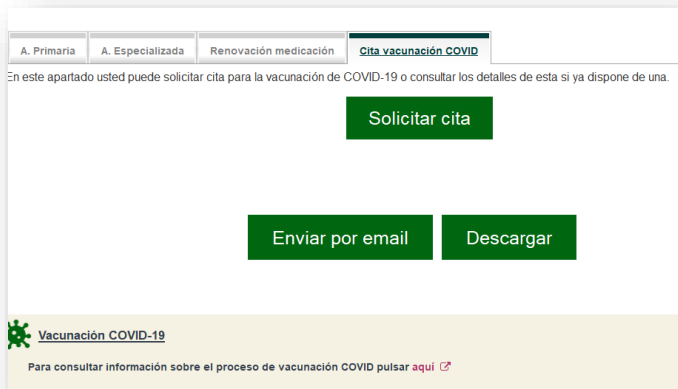 A. Primaria A. Especializada Renovación medicación Cita vacunación COVID
En este apartado usted puede solicitar cita para la vacunación de COVID-19 o consultar los detalles de esta si ya dispone de una.
Solicitar cita
Enviar por email Descargar
Vacunación COVID-19
Para consultar información sobre el proceso de vacunación COVID pulsar aquí